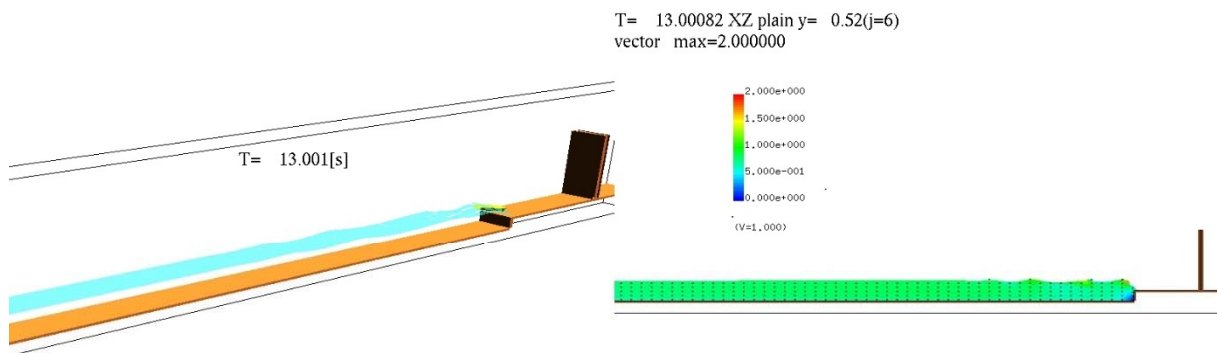 T= 13.001[s]
T= 13.00082 XZ plain y= 0.52(j=6)
vector max=2.000000
2.000e+000
1.500e+000
1.000e+000
5.000e-001
0.000e+000
(V=1.000)